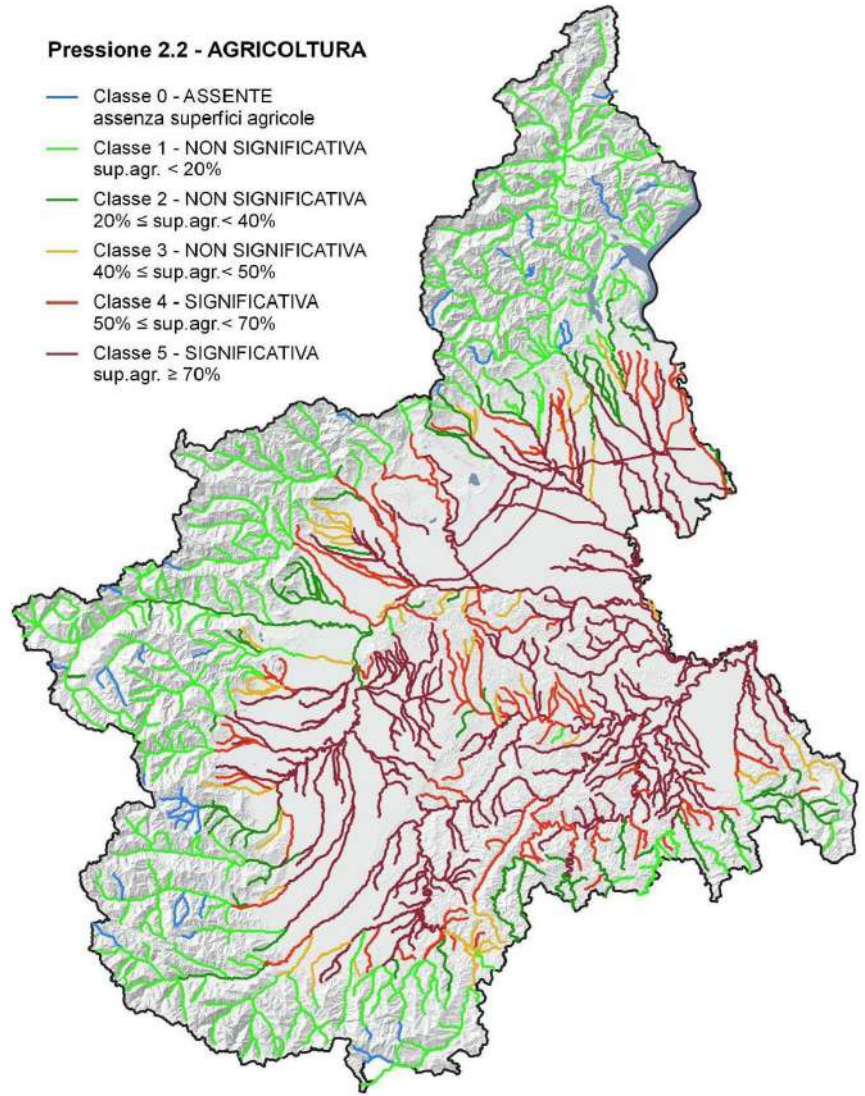 Pressione 2.2 - AGRICOLTURA
Classe 0 - ASSENTE
assenza superfici agricole
Classe 1 - NON SIGNIFICATIVA
sup.agr. < 20%
Classe 2 - NON SIGNIFICATIVA
20% ≤ sup.agr.< 40%
Classe 3 - NON SIGNIFICATIVA
40% ≤ sup.agr.< 50%
Classe 4 - SIGNIFICATIVA
50% ≤ sup.agr.< 70%
Classe 5 - SIGNIFICATIVA
sup.agr. ≥ 70%